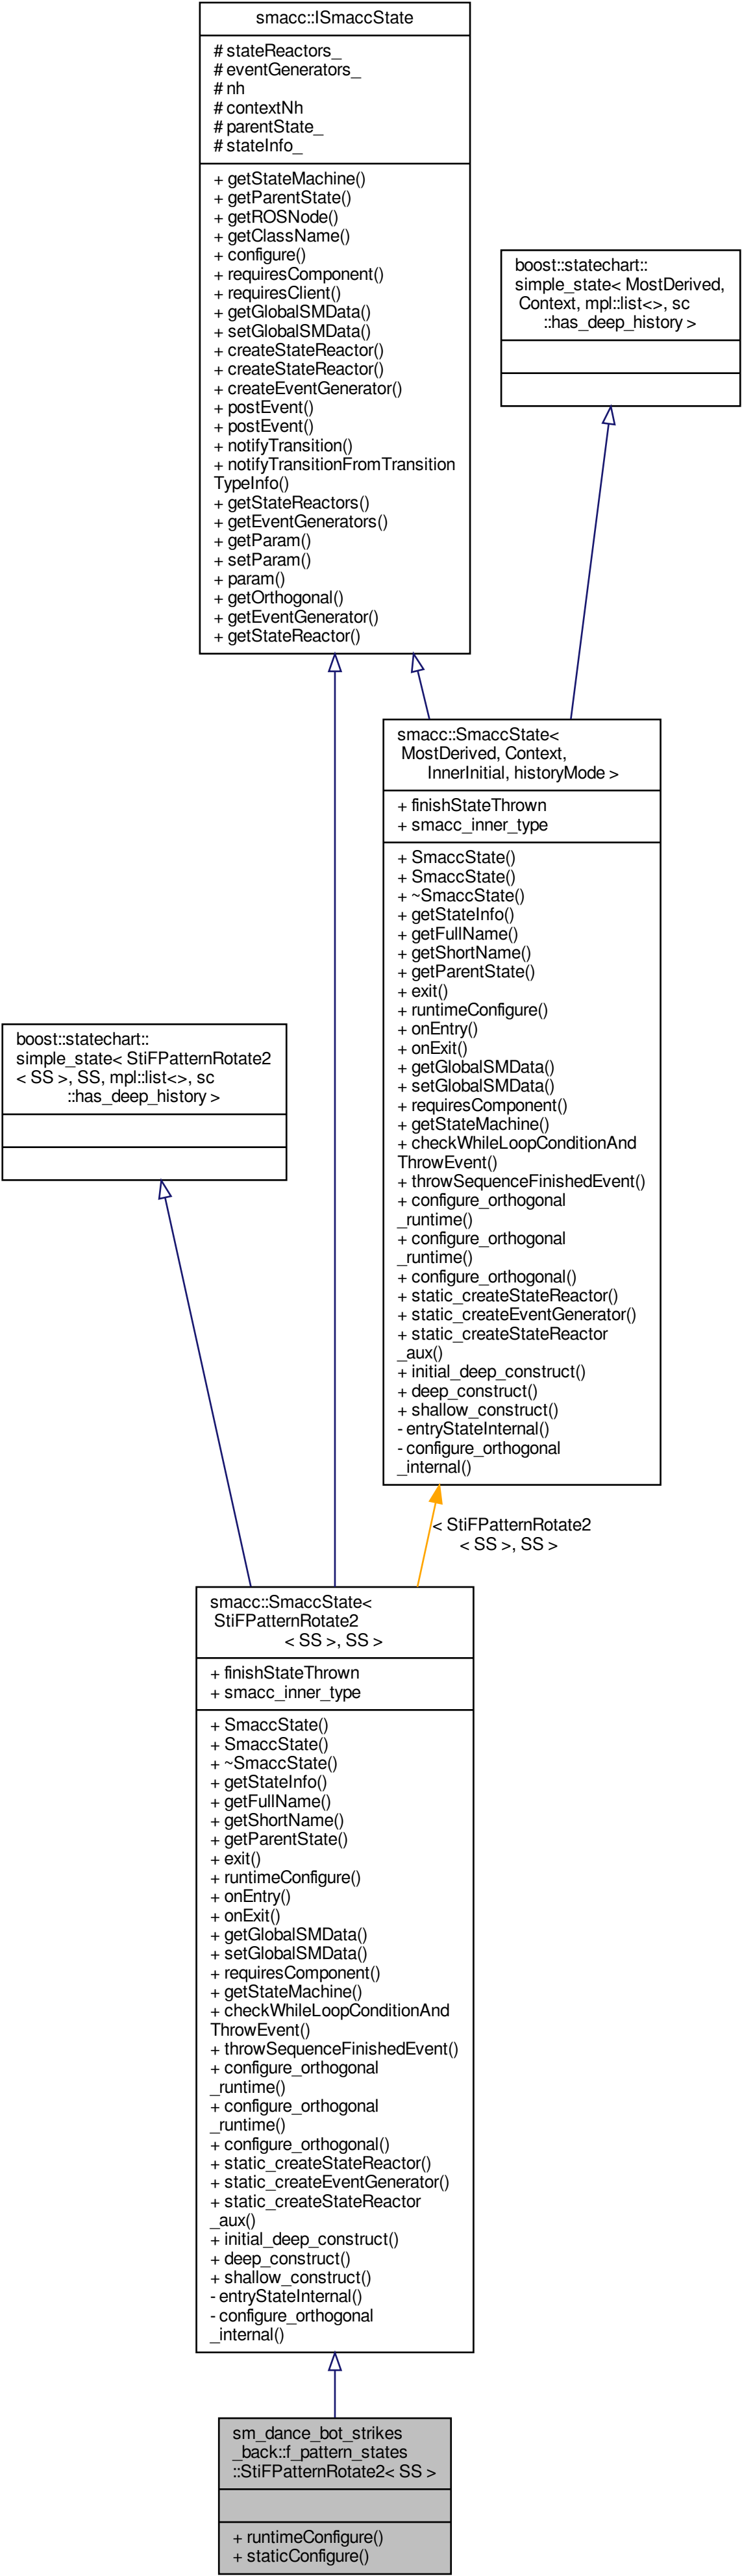 smacc::ISmaccState
# stateReactors_
# eventGenerators_
# nh
# contextNh
# parentState_
# stateInfo_
+ getStateMachine()
+ getParentState()
+ getROSNode()
+ getClassName()
+ configure()
+ requiresComponent()
+ requiresClient()
+ getGlobalSMData()
+ setGlobalSMData()
+ createStateReactor()
+ createStateReactor()
+ createEventGenerator()
+ postEvent()
+ postEvent()
+ notifyTransition()
+ notifyTransitionFromTransition
TypeInfo()
+ getStateReactors()
+ getEventGenerators()
+ getParam()
+ setParam()
+ param()
+ getOrthogonal()
+ getEventGenerator()
+ getStateReactor()
boost::statechart::
simple_state< MostDerived,
Context, mpl::list<>, sc
::has_deep_history >
smacc::SmaccState<
MostDerived, Context,
InnerInitial, historyMode >
+ finishStateThrown
+ smacc_inner_type
+ SmaccState()
+ SmaccState()
+ ~SmaccState()
+ getStateInfo()
+ getFullName()
+ getShortName()
+ getParentState()
+ exit()
+ runtimeConfigure()
+ onEntry()
+ onExit()
+ getGlobalSMData()
+ setGlobalSMData()
+ requiresComponent()
+ getStateMachine()
+ checkWhileLoopConditionAnd
ThrowEvent()
+ throwSequenceFinishedEvent()
+ configure_orthogonal
_runtime()
+ configure_orthogonal
_runtime()
+ configure_orthogonal()
+ static_createStateReactor()
+ static_createEventGenerator()
+ static_createStateReactor
_aux()
+ initial_deep_construct()
+ deep_construct()
+ shallow_construct()
- entryStateInternal()
- configure_orthogonal
_internal()
boost::statechart::
simple_state< StiFPatternRotate2
< SS >, SS, mpl::list<>, sc
::has_deep_history >
< StiFPatternRotate2
< SS >, SS >
smacc::SmaccState<
StiFPatternRotate2
< SS >, SS >
+ finishStateThrown
+ smacc_inner_type
+ SmaccState()
+ SmaccState()
+ ~SmaccState()
+ getStateInfo()
+ getFullName()
+ getShortName()
+ getParentState()
+ exit()
+ runtimeConfigure()
+ onEntry()
+ onExit()
+ getGlobalSMData()
+ setGlobalSMData()
+ requiresComponent()
+ getStateMachine()
+ checkWhileLoopConditionAnd
ThrowEvent()
+ throwSequenceFinishedEvent()
+ configure_orthogonal
_runtime()
+ configure_orthogonal
_runtime()
+ configure_orthogonal()
+ static_createStateReactor()
+ static_createEventGenerator()
+ static_createStateReactor
_aux()
+ initial_deep_construct()
+ deep_construct()
+ shallow_construct()
- entryStateInternal()
- configure_orthogonal
_internal()
sm_dance_bot_strikes
_back::f_pattern_states
::StiFPatternRotate2< SS >
+ runtimeConfigure()
+ staticConfigure()